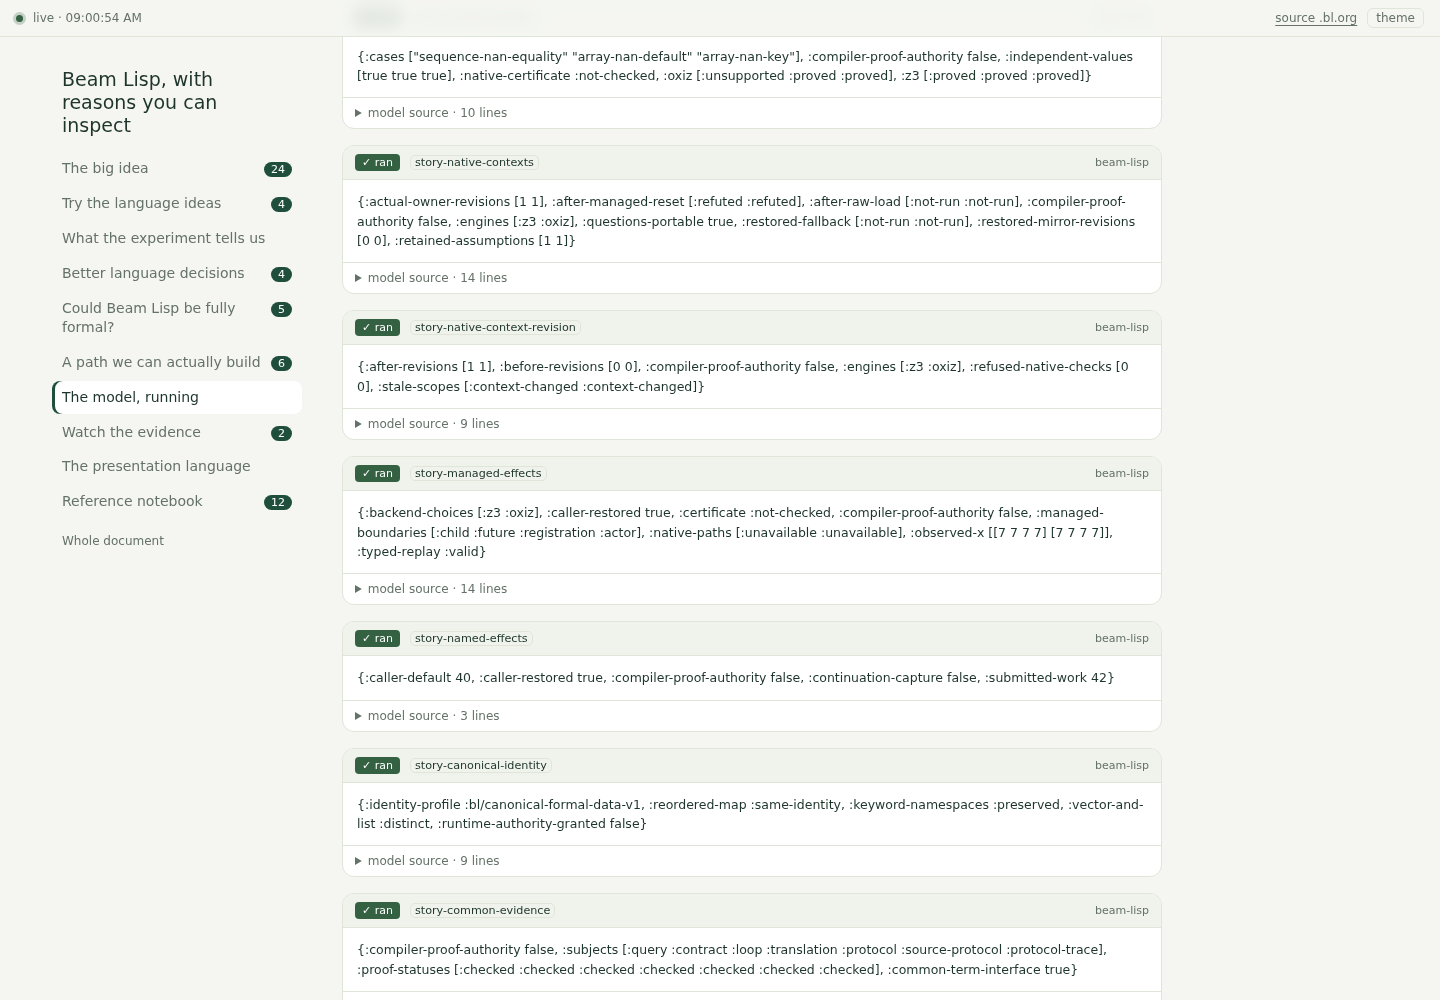 live · 09:00:54 AM
source .bl.org
theme
Beam Lisp, with
reasons you can
inspect
The big idea 24
Try the language ideas 4
What the experiment tells us
Better language decisions 4
Could Beam Lisp be fully 5
formal?
A path we can actually build 6
The model, running
Watch the evidence 2
The presentation language
Reference notebook 12
Whole document
{:cases ["sequence-nan-equality" "array-nan-default" "array-nan-key"], :compiler-proof-authority false, :independent-values
[true true true], :native-certificate :not-checked, :oxiz [:unsupported :proved :proved], :z3 [:proved :proved :proved]}
▶ model source · 10 lines
✓ ran story-native-contexts beam-lisp
{:actual-owner-revisions [1 1], :after-managed-reset [:refuted :refuted], :after-raw-load [:not-run :not-run], :compiler-proof-
authority false, :engines [:z3 :oxiz], :questions-portable true, :restored-fallback [:not-run :not-run], :restored-mirror-revisions
[0 0], :retained-assumptions [1 1]}
▶ model source · 14 lines
✓ ran story-native-context-revision beam-lisp
{:after-revisions [1 1], :before-revisions [0 0], :compiler-proof-authority false, :engines [:z3 :oxiz], :refused-native-checks [0
0], :stale-scopes [:context-changed :context-changed]}
▶ model source · 9 lines
✓ ran story-managed-effects beam-lisp
{:backend-choices [:z3 :oxiz], :caller-restored true, :certificate :not-checked, :compiler-proof-authority false, :managed-
boundaries [:child :future :registration :actor], :native-paths [:unavailable :unavailable], :observed-x [[7 7 7 7] [7 7 7 7]],
:typed-replay :valid}
▶ model source · 14 lines
✓ ran story-named-effects beam-lisp
{:caller-default 40, :caller-restored true, :compiler-proof-authority false, :continuation-capture false, :submitted-work 42}
▶ model source · 3 lines
✓ ran story-canonical-identity beam-lisp
{:identity-profile :bl/canonical-formal-data-v1, :reordered-map :same-identity, :keyword-namespaces :preserved, :vector-and-
list :distinct, :runtime-authority-granted false}
▶ model source · 9 lines
✓ ran story-common-evidence beam-lisp
{:compiler-proof-authority false, :subjects [:query :contract :loop :translation :protocol :source-protocol :protocol-trace],
:proof-statuses [:checked :checked :checked :checked :checked :checked :checked], :common-term-interface true}